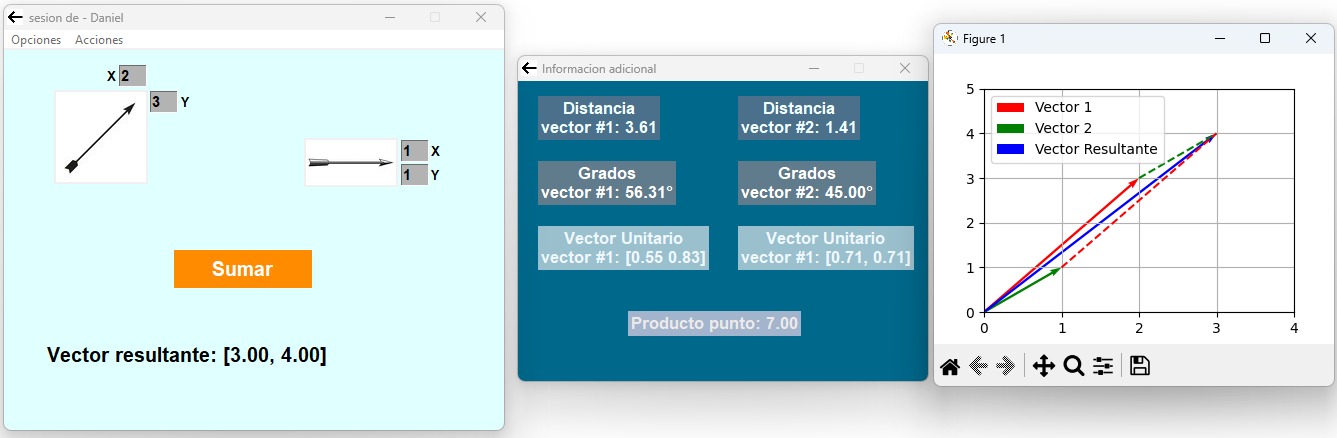 sesion de - Daniel
Opciones Acciones
X 2
3 Y
1 X
1 Y
Sumar
Vector resultante: [3.00, 4.00]
Informacion adicional
Distancia
vector #1: 3.61
Distancia
vector #2: 1.41
Grados
vector #1: 56.31°
Grados
vector #2: 45.00°
Vector Unitario
vector #1: [0.55 0.83]
Vector Unitario
vector #1: [0.71, 0.71]
Producto punto: 7.00
Figure 1
Vector 1
Vector 2
Vector Resultante
5
4
3
2
1
0
0 1 2 3 4